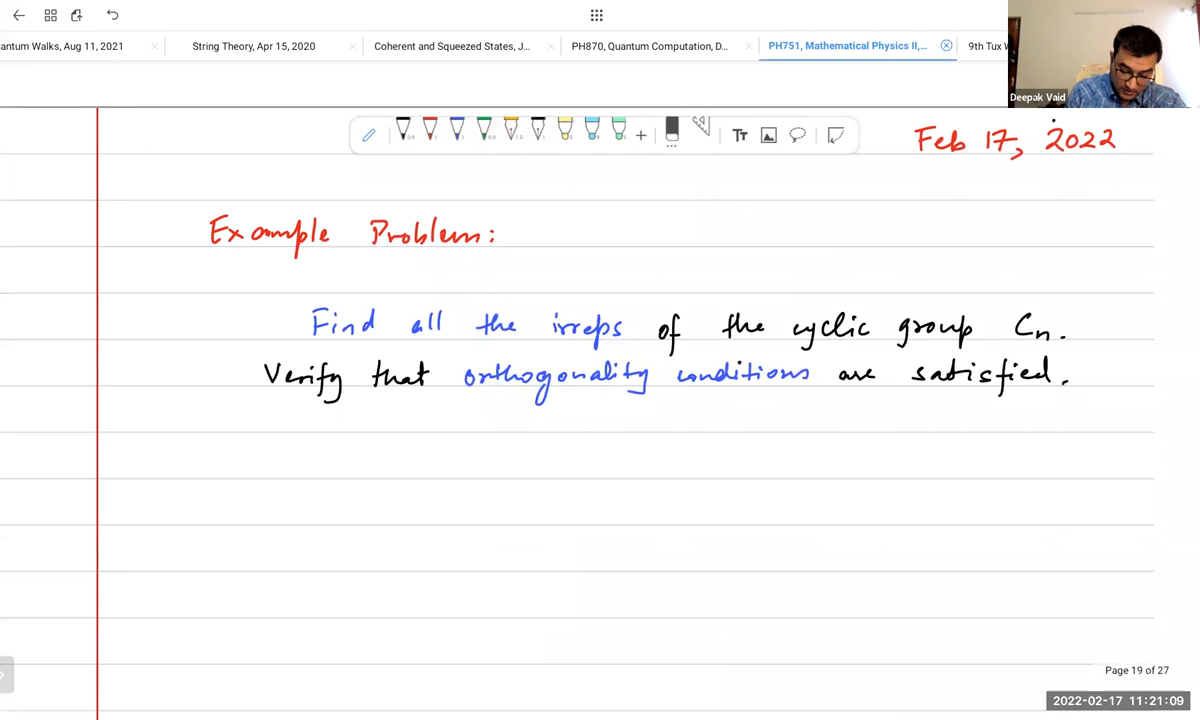 antum Walks, Aug 11, 2021
String Theory, Apr 15, 2020
Coherent and Squeezed States, J...
PH870, Quantum Computation, D...
PH751, Mathematical Physics II,...
9th Tux W
Deepak Vaid
Tт
Feb 17, 2022
Example Problem:
Find all the irreps of the cyclic group Cn.
Verify that orthogonality conditions are satisfied.
Page 19 of 27
2022-02-17 11:21:09